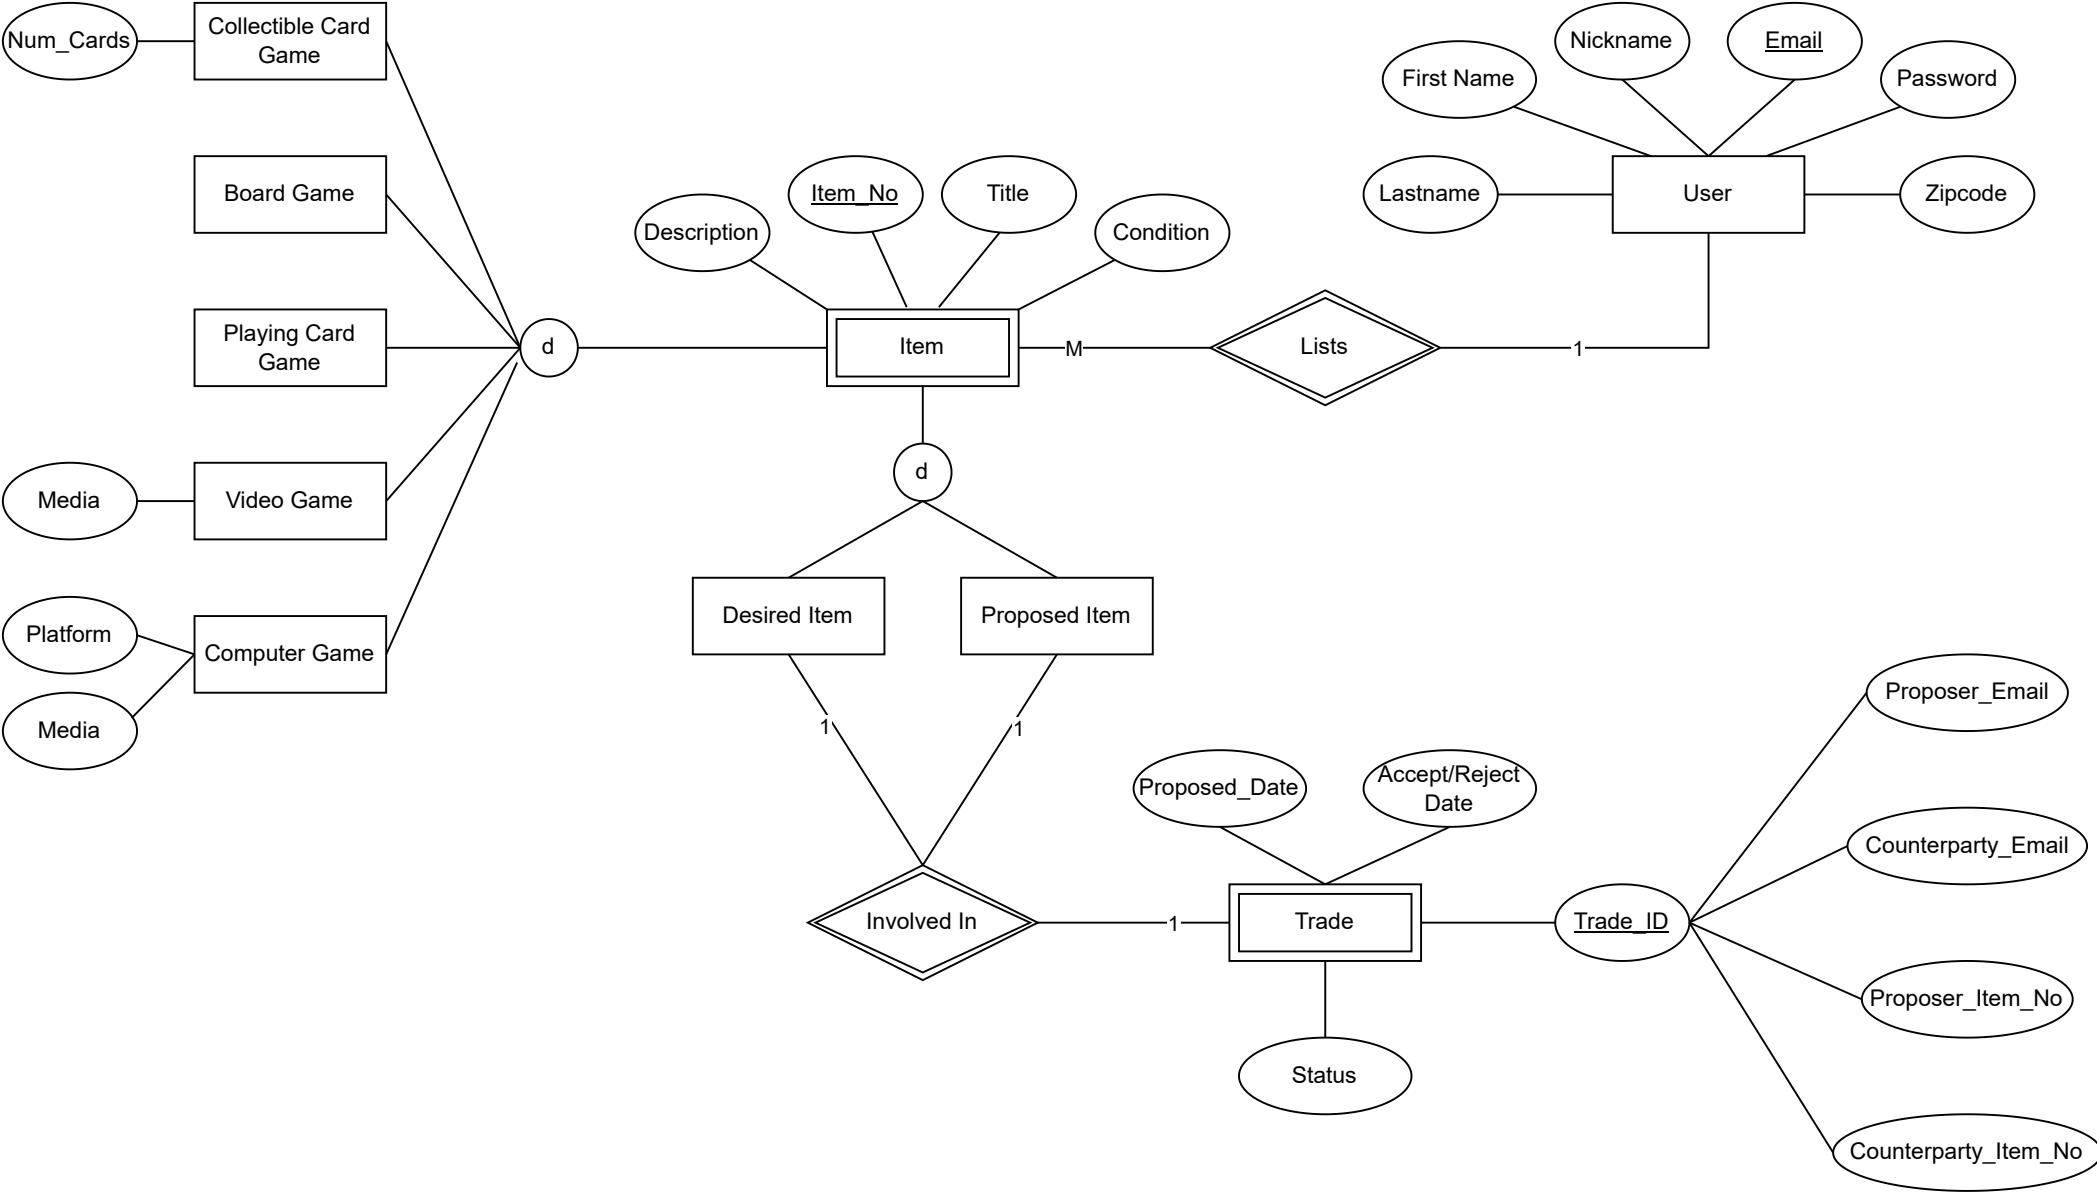 Num_Cards
Collectible Card
Game
Nickname
Email
First Name
Password
Board Game
Item_No
Title
Lastname
User
Zipcode
Description
Condition
Playing Card
Game
d
Item
M
Lists
1
d
Media
Video Game
Desired Item
Proposed Item
Platform
Computer Game
Media
1
1
Proposer_Email
Proposed_Date
Accept/Reject
Date
Counterparty_Email
Involved In
1
Trade
Trade_ID
Proposer_Item_No
Status
Counterparty_Item_No